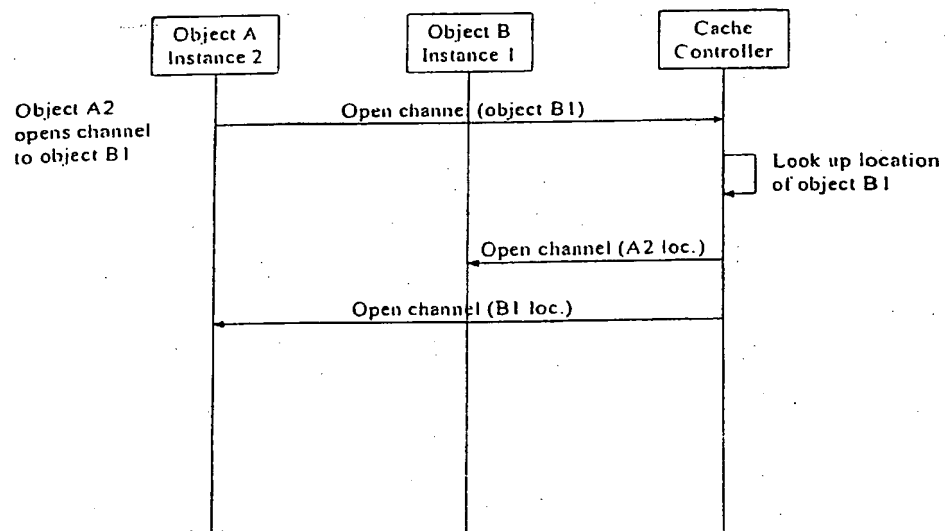 Object A
Instance 2
Object B
Instance 1
Cache
Controller
Object A2
opens channel
to object B1
Open channel (object B1)
Look up location
of object B1
Open channel (A2 loc.)
Open channel (B1 loc.)